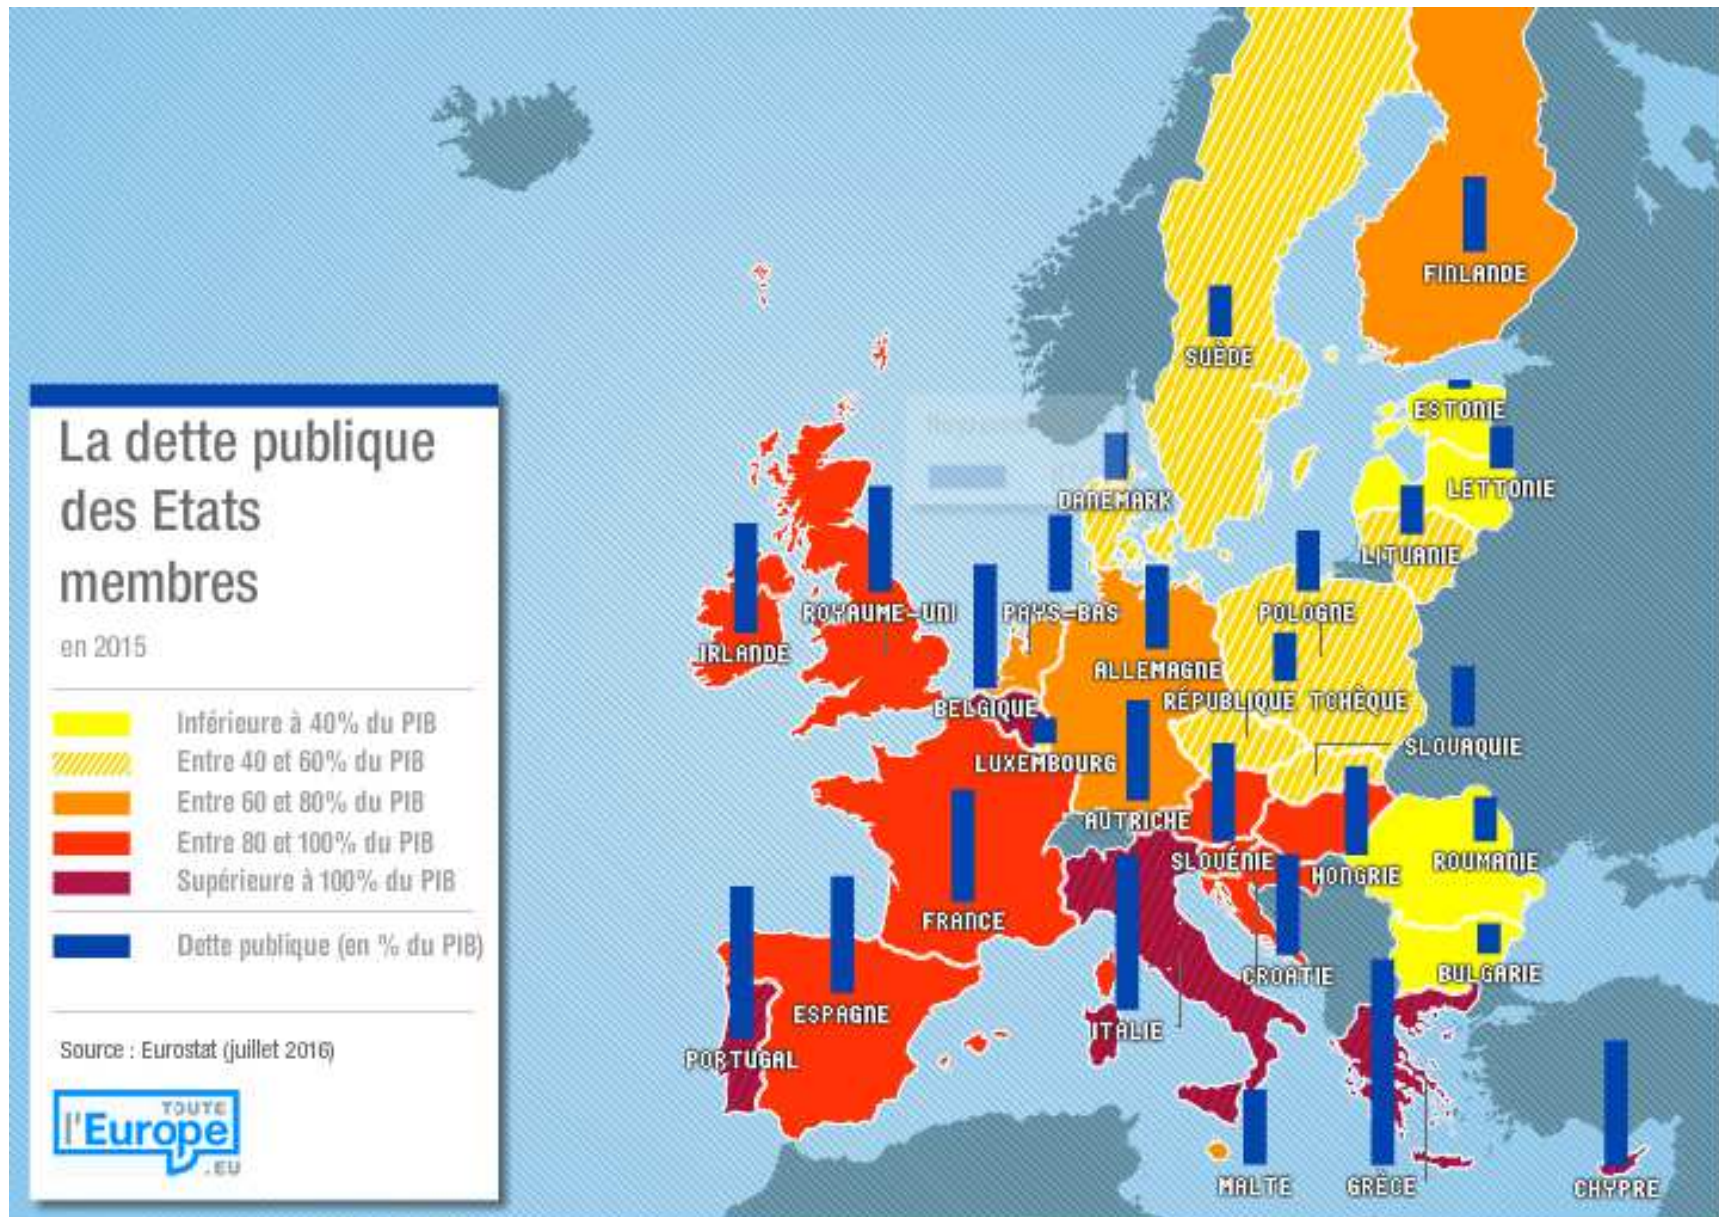 La dette publique
des Etats
membres
en 2015
Inférieure à 40% du PIB
Entre 40 et 60% du PIB
Entre 60 et 80% du PIB
Entre 80 et 100% du PIB
Supérieure à 100% du PIB
Dette publique (en % du PIB)
Source : Eurostat (juillet 2016)
TOUTE
l'Europe
.EU
FINLANDE
SUÈDE
ESTONIE
LETTONIE
DANEMARK
LITUANIE
ROYAUME-UNI
PAYS-BAS
POLOGNE
IRLANDE
ALLEMAGNE
RÉPUBLIQUE TCHÈQUE
BELGIQUE
SLOVAQUIE
LUXEMBOURG
AUTRICHE
SLOVÉNIE
HONGRIE
ROUMANIE
FRANCE
CROATIE
BULGARIE
ESPAGNE
ITALIE
PORTUGAL
MALTE
GRÈCE
CHYPRE